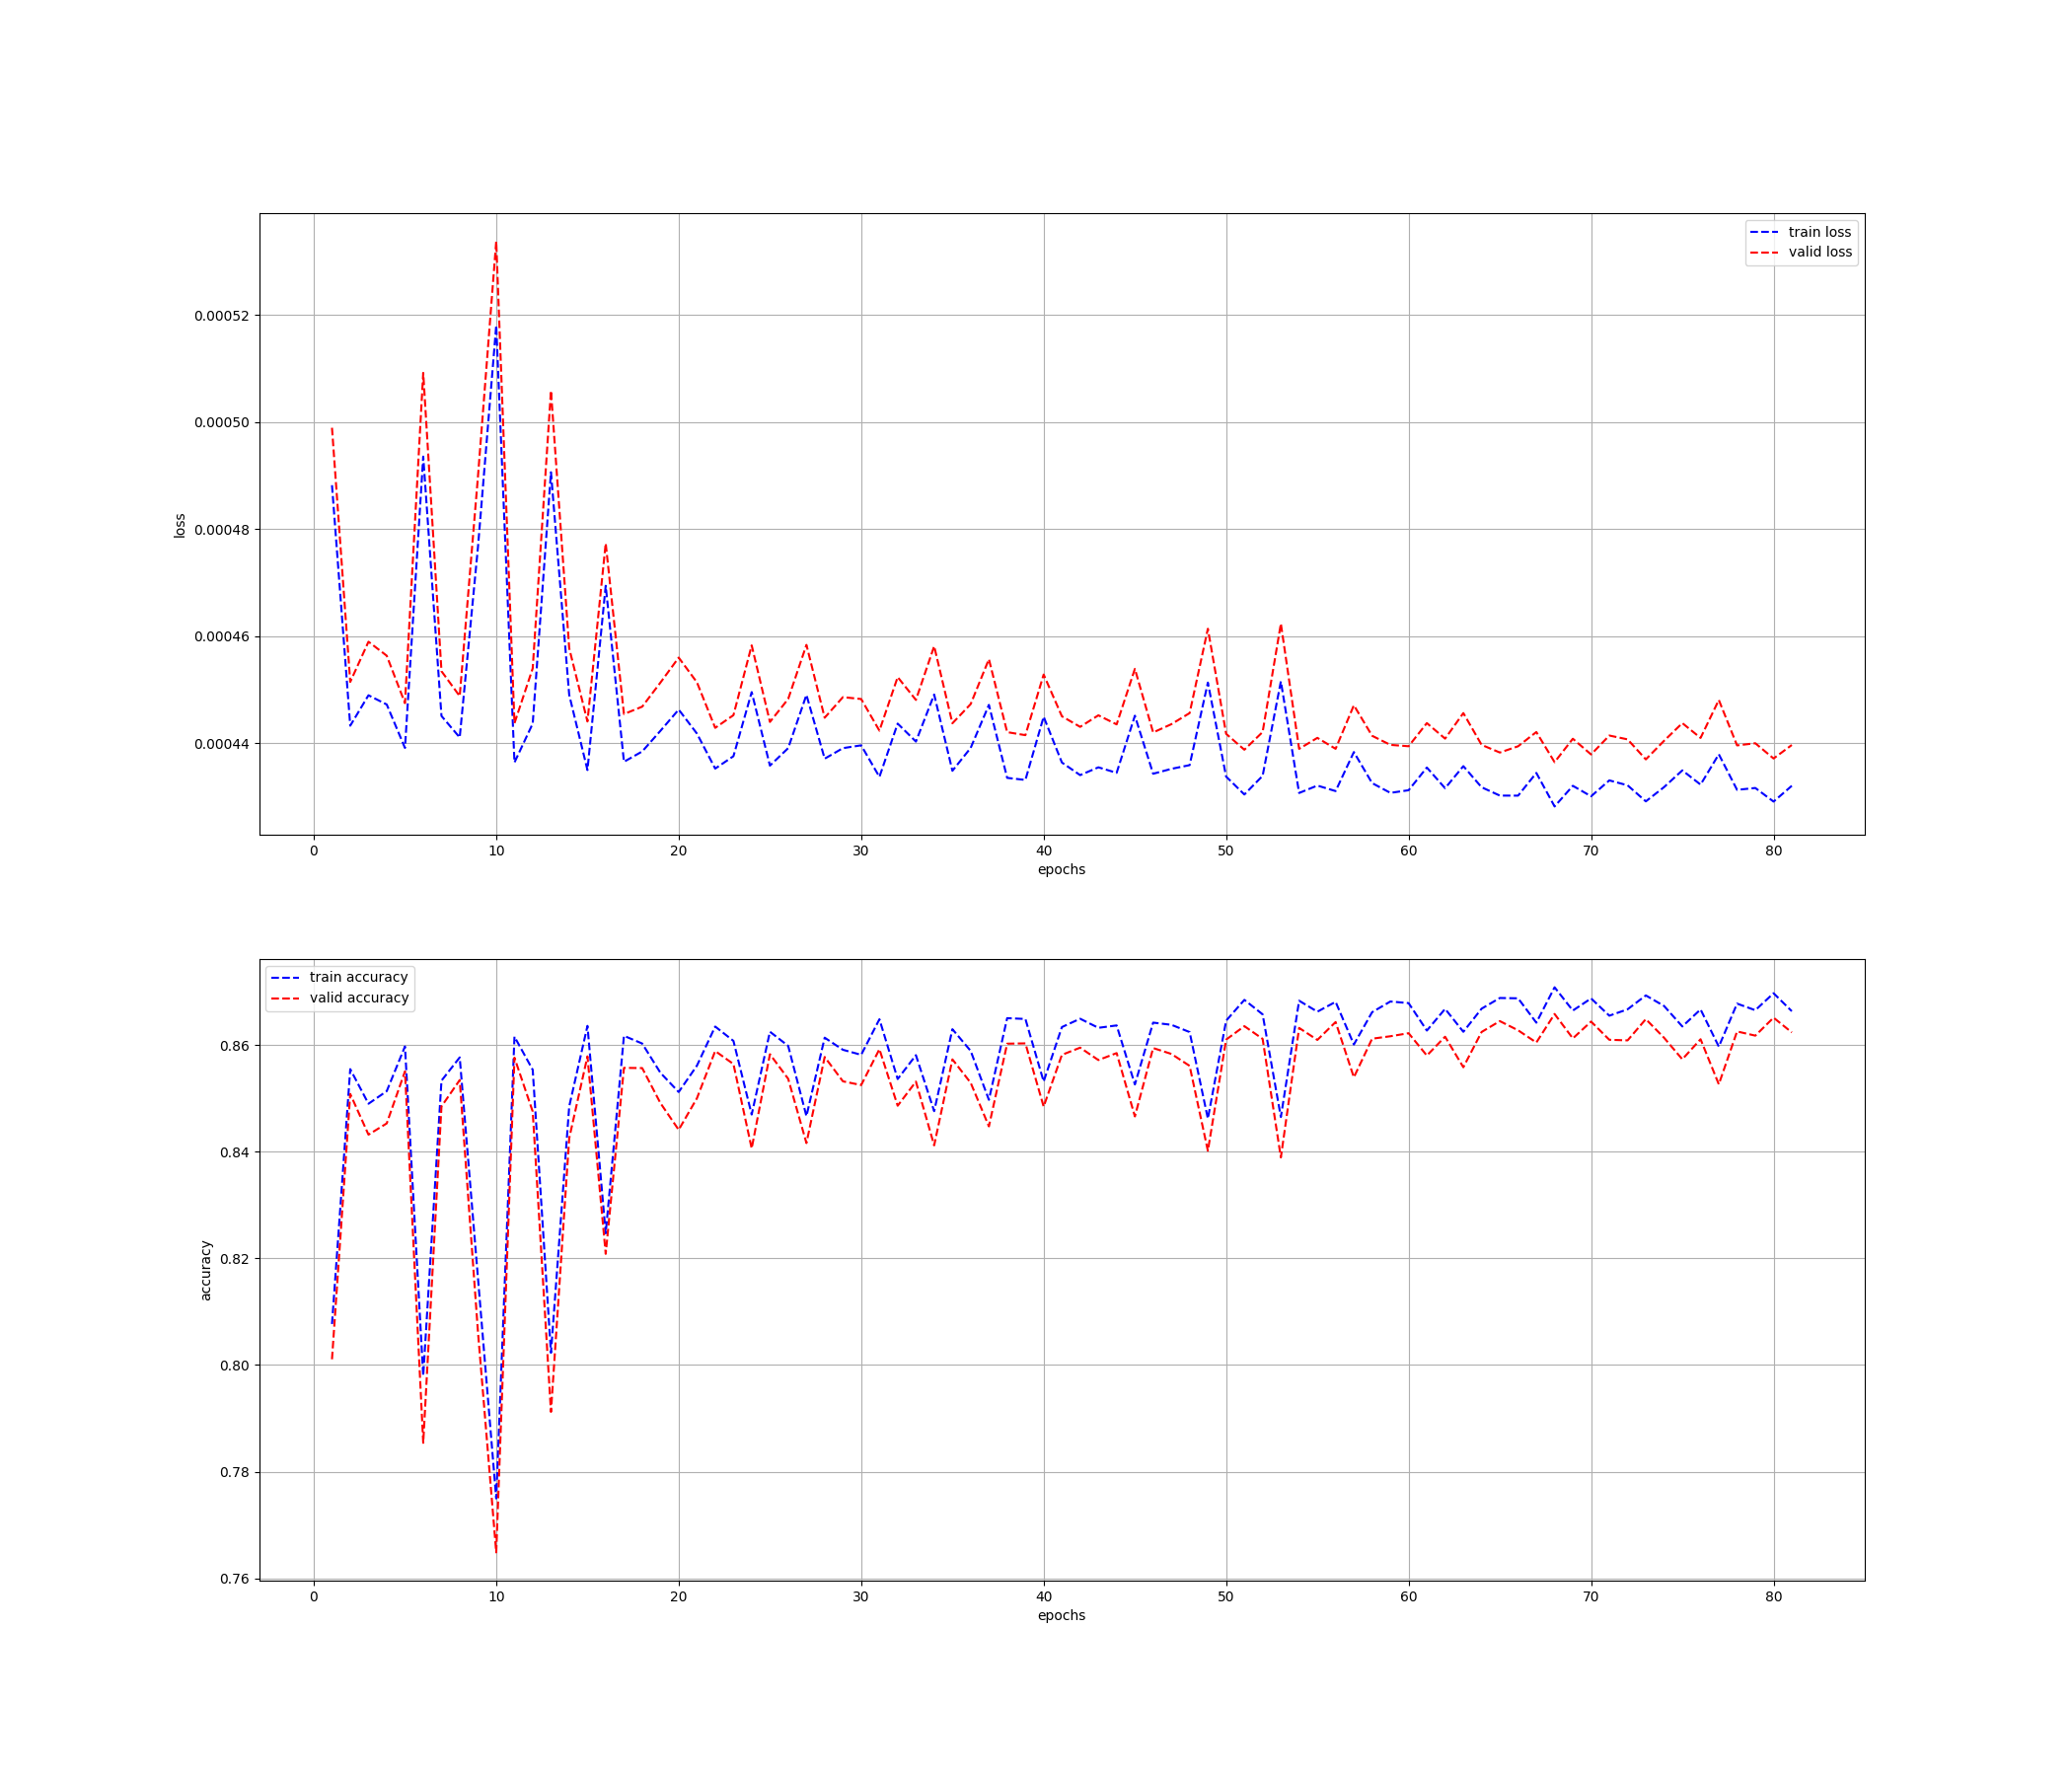 train loss
valid loss
0.00052
0.00050
0.00048
0.00046
0.00044
loss
0 10 20 30 40 50 60 70 80
epochs
train accuracy
valid accuracy
0.86
0.84
0.82
0.80
0.78
0.76
accuracy
0 10 20 30 40 50 60 70 80
epochs